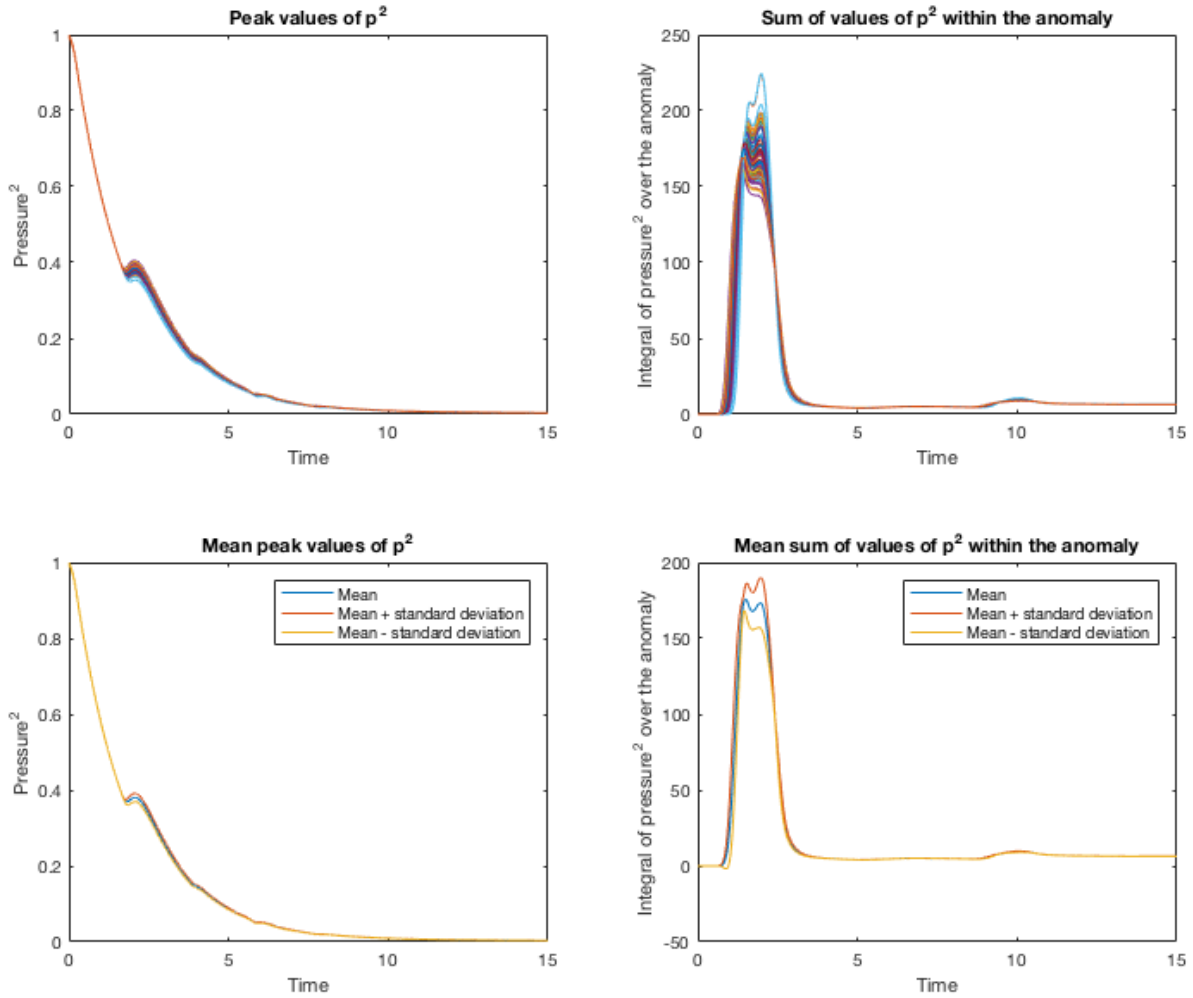 Peak values of p²
Pressure²
1
0.8
0.6
0.4
0.2
0
0 5 10 15
Time
Sum of values of p² within the anomaly
Integral of pressure² over the anomaly
250
200
150
100
50
0
0 5 10 15
Time
Mean peak values of p²
Pressure²
1
0.8
0.6
0.4
0.2
0
0 5 10 15
Time
Mean
Mean + standard deviation
Mean - standard deviation
Mean sum of values of p² within the anomaly
Integral of pressure² over the anomaly
200
150
100
50
0
-50
0 5 10 15
Time
Mean
Mean + standard deviation
Mean - standard deviation